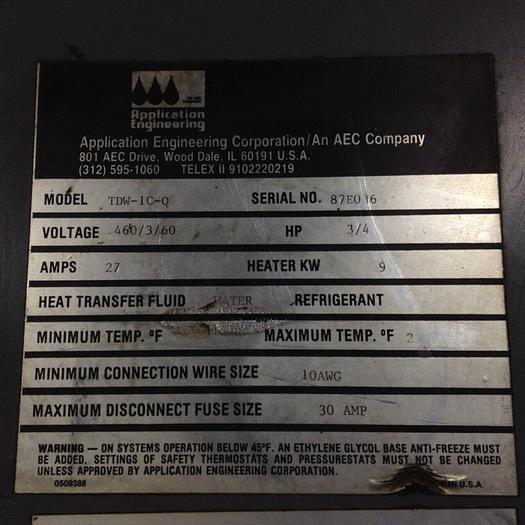 Application
Engineering
Application Engineering Corporation/An AEC Company
801 AEC Drive, Wood Dale, IL 60191 U.S.A.
(312) 595-1060 TELEX II 9102220219
MODEL TDW-1C-Q SERIAL NO.
VOLTAGE 460/3/60 HP 3/4
AMPS 27 HEATER KW 9
HEAT TRANSFER FLUID WATER REFRIGERANT
MINIMUM TEMP. °F MAXIMUM TEMP. °F
MINIMUM CONNECTION WIRE SIZE 10AWG
MAXIMUM DISCONNECT FUSE SIZE 30 AMP
WARNING — ON SYSTEMS OPERATION BELOW 45°F. AN ETHYLENE GLYCOL BASE ANTI-FREEZE MUST
BE ADDED. SETTINGS OF SAFETY THERMOSTATS AND PRESSURESTATS MUST NOT BE CHANGED
UNLESS APPROVED BY APPLICATION ENGINEERING CORPORATION.
0509386 IN U.S.A.